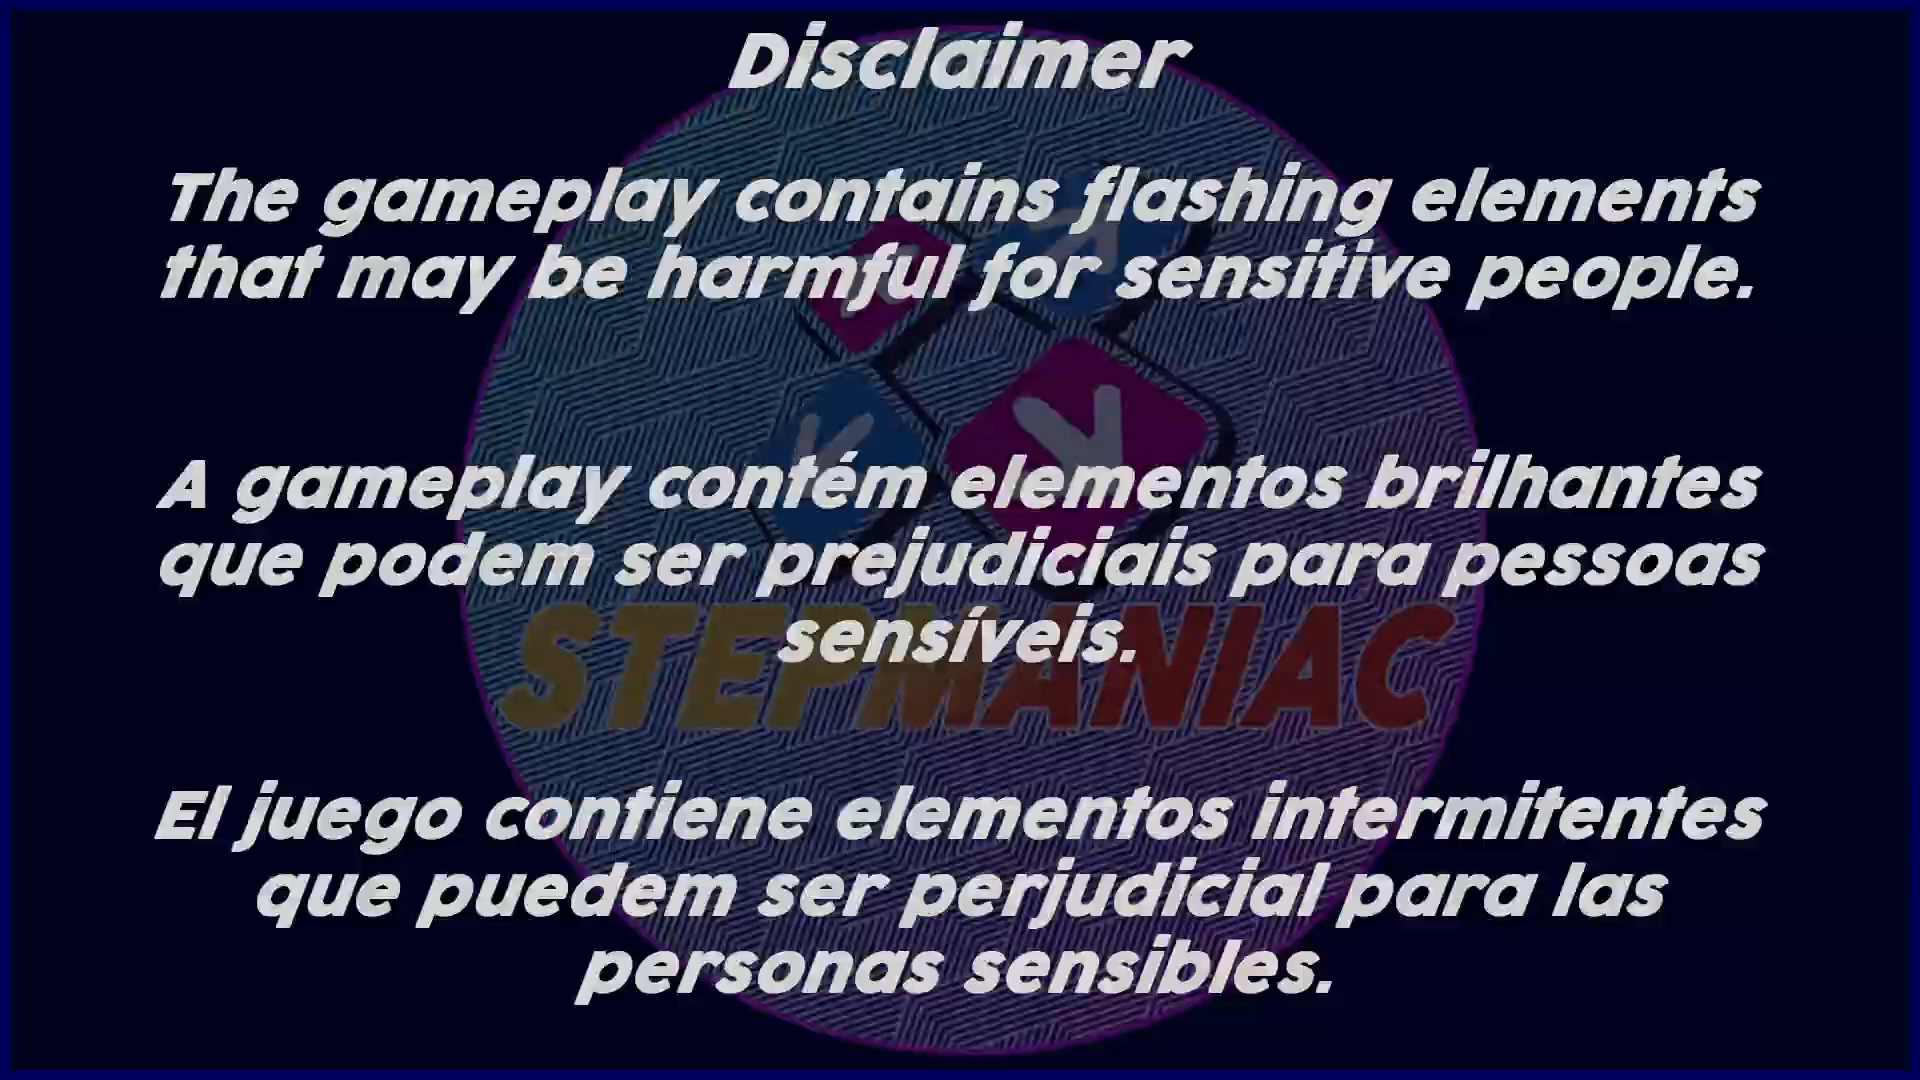 Disclaimer
The gameplay contains flashing elements
that may be harmful for sensitive people.
A gameplay contém elementos brilhantes
que podem ser prejudiciais para pessoas
sensíveis.
STEPMANIAC
El juego contiene elementos intermitentes
que puedem ser perjudicial para las
personas sensibles.